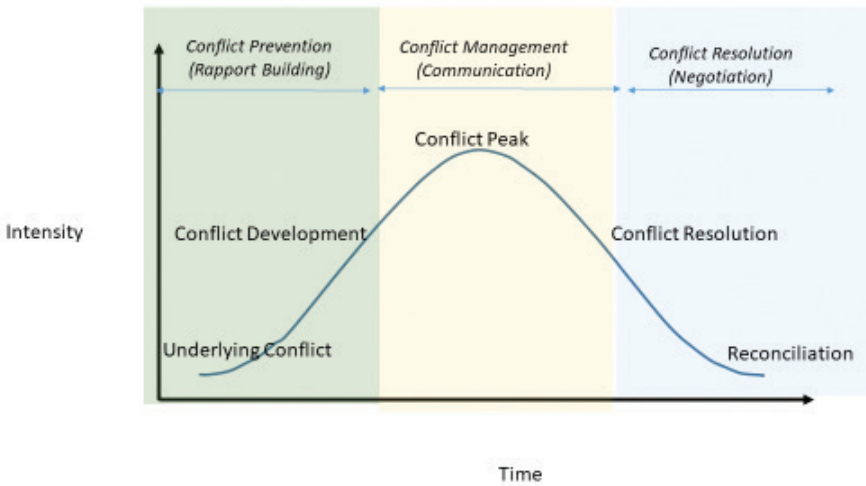 Conflict Prevention
(Rapport Building)
Conflict Management
(Communication)
Conflict Resolution
(Negotiation)
Conflict Peak
Intensity
Conflict Development
Conflict Resolution
Underlying Conflict
Reconciliation
Time